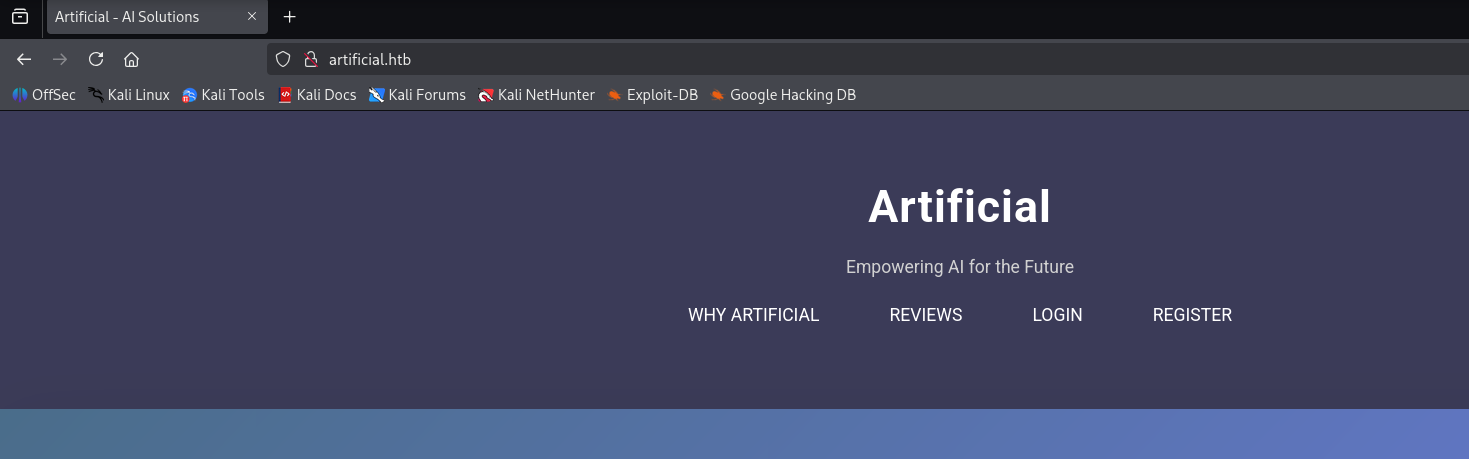 Artificial - AI Solutions
artificial.htb
OffSec Kali Linux Kali Tools Kali Docs Kali Forums Kali NetHunter Exploit-DB Google Hacking DB
Artificial
Empowering AI for the Future
WHY ARTIFICIAL REVIEWS LOGIN REGISTER